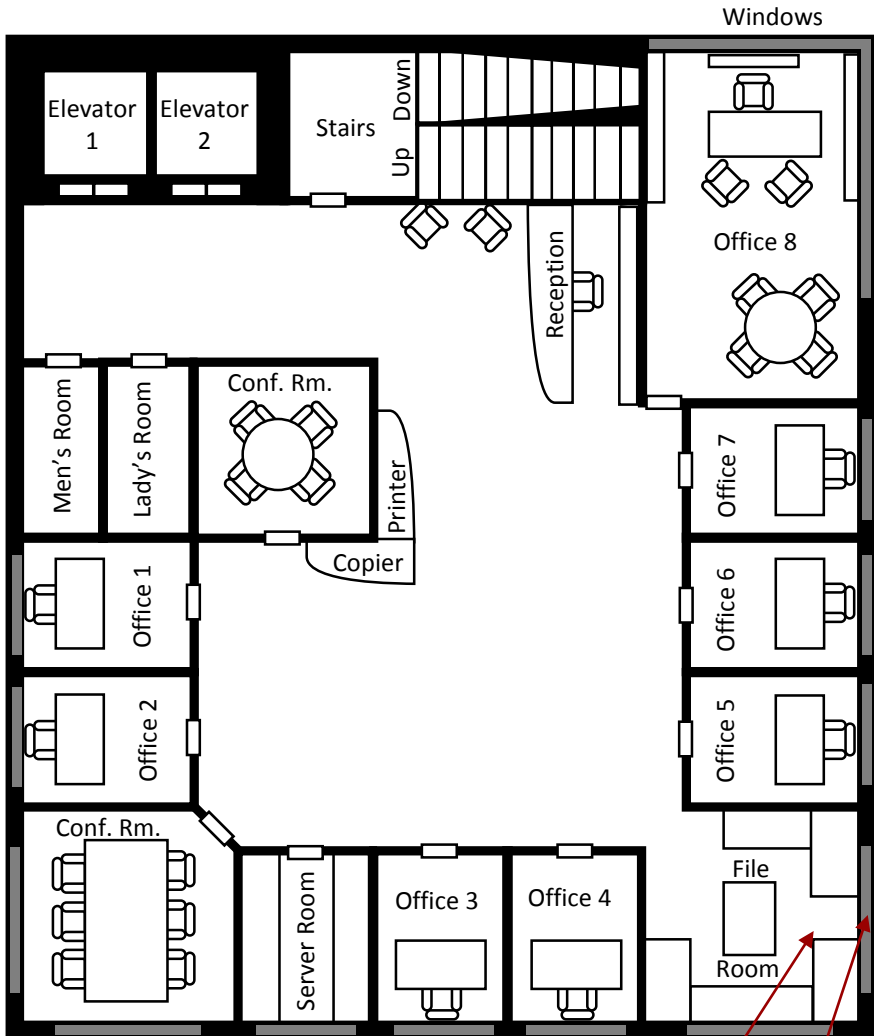 Windows
Elevator
1
Elevator
2
Stairs
Down
Up
Reception
Office 8
Men's Room
Lady's Room
Conf. Rm.
Printer
Copier
Office 7
Office 1
Office 6
Office 2
Office 5
Conf. Rm.
Server Room
Office 3
Office 4
File
Room